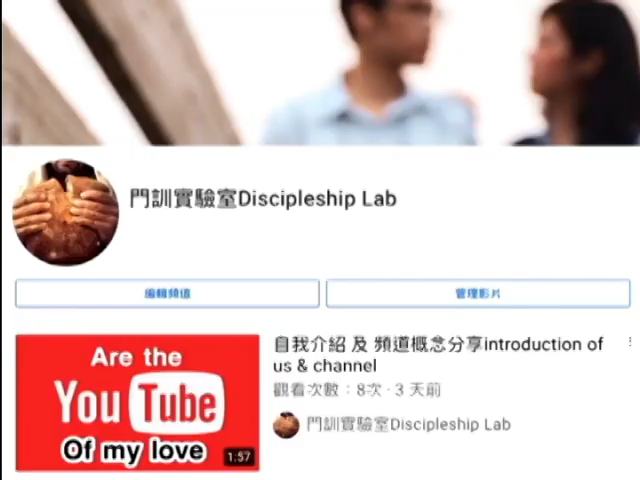 門訓實驗室Discipleship Lab
編輯頻道
管理影片
Are the
YouTube
Of my love
1:57
自我介紹 及 頻道概念分享introduction of
us & channel
觀看次數：8次 · 3 天前
門訓實驗室Discipleship Lab